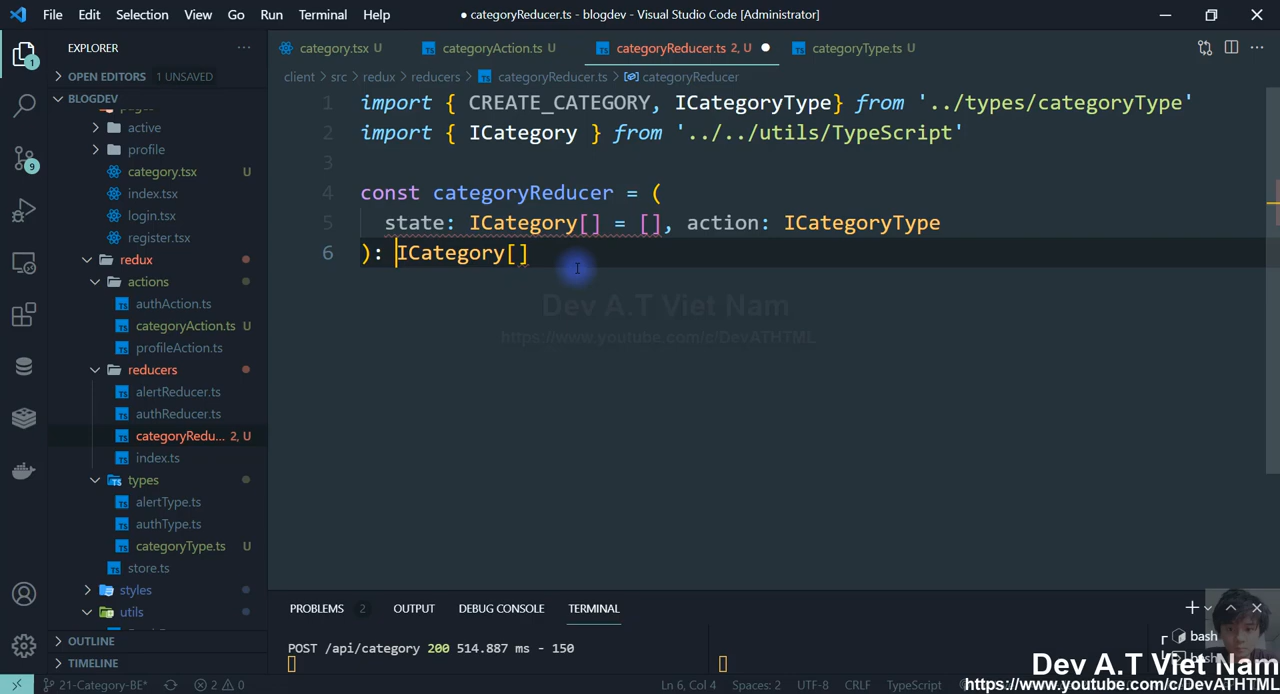 File Edit Selection View Go Run Terminal Help
● categoryReducer.ts - blogdev - Visual Studio Code [Administrator]
EXPLORER
OPEN EDITORS 1 UNSAVED
BLOGDEV
active
profile
category.tsx U
index.tsx
login.tsx
register.tsx
redux
actions
authAction.ts
categoryAction.ts U
profileAction.ts
reducers
alertReducer.ts
authReducer.ts
categoryRedu... 2, U
index.ts
types
alertType.ts
authType.ts
categoryType.ts U
store.ts
styles
utils
OUTLINE
TIMELINE
category.tsx U categoryAction.ts U categoryReducer.ts 2, U ● categoryType.ts U
client > src > redux > reducers > categoryReducer.ts > categoryReducer
1 import { CREATE_CATEGORY, ICategoryType} from '../types/categoryType'
2 import { ICategory } from '../../utils/TypeScript'
3
4 const categoryReducer = (
5 state: ICategory[] = [], action: ICategoryType
6 ): ICategory[]
Dev A.T Viet Nam
https://www.youtube.com/c/DevATHTML
PROBLEMS 2 OUTPUT DEBUG CONSOLE TERMINAL
POST /api/category 200 514.887 ms - 150
bash
bash
Dev A.T Viet Nam
https://www.youtube.com/c/DevATHTML
21-Category-BE* 2 0 Ln 6, Col 4 Spaces: 2 UTF-8 CRLF TypeScript